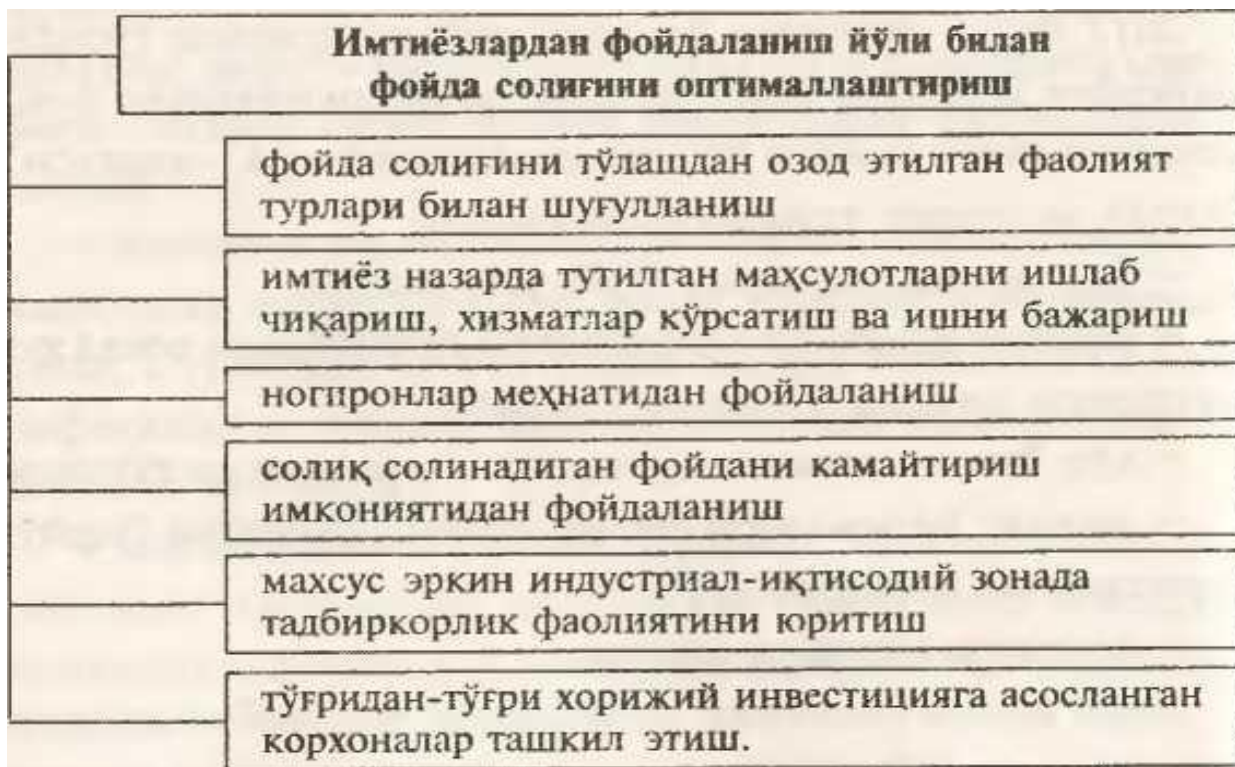 Имтиёзлардан фойдаланиш йўли билан
фойда солиғини оптималлаштириш
фойда солиғини тўлашдан озод этилган фаолият
турлари билан шуғулланиш
имтиёз назарда тутилган маҳсулотларни ишлаб
чиқариш, хизматлар кўрсатиш ва ишни бажариш
ногиронлар меҳнатидан фойдаланиш
солиқ солинадиган фойдани камайтириш
имкониятидан фойдаланиш
махсус эркин индустриал-иқтисодий зонада
тадбиркорлик фаолиятини юритиш
тўғридан-тўғри хорижий инвестицияга асосланган
корхоналар ташкил этиш.